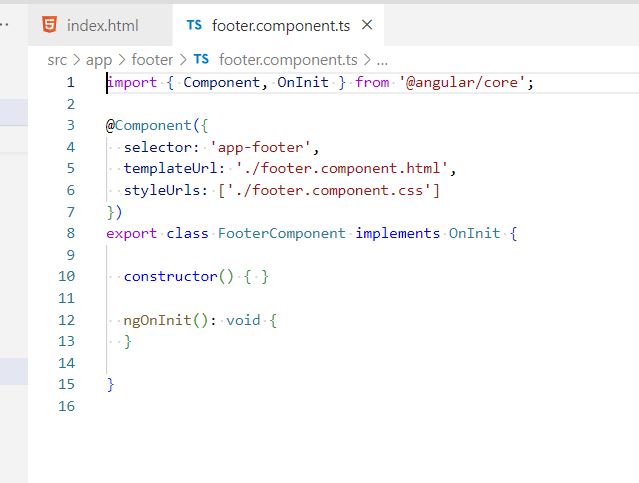 index.html
TS footer.component.ts ×
src > app > footer > TS footer.component.ts > ...
1 import { Component, OnInit } from '@angular/core';
2
3 @Component({
4 selector: 'app-footer',
5 templateUrl: './footer.component.html',
6 styleUrls: ['./footer.component.css']
7 })
8 export class FooterComponent implements OnInit {
9
10 constructor() { }
11
12 ngOnInit(): void {
13 }
14
15 }
16